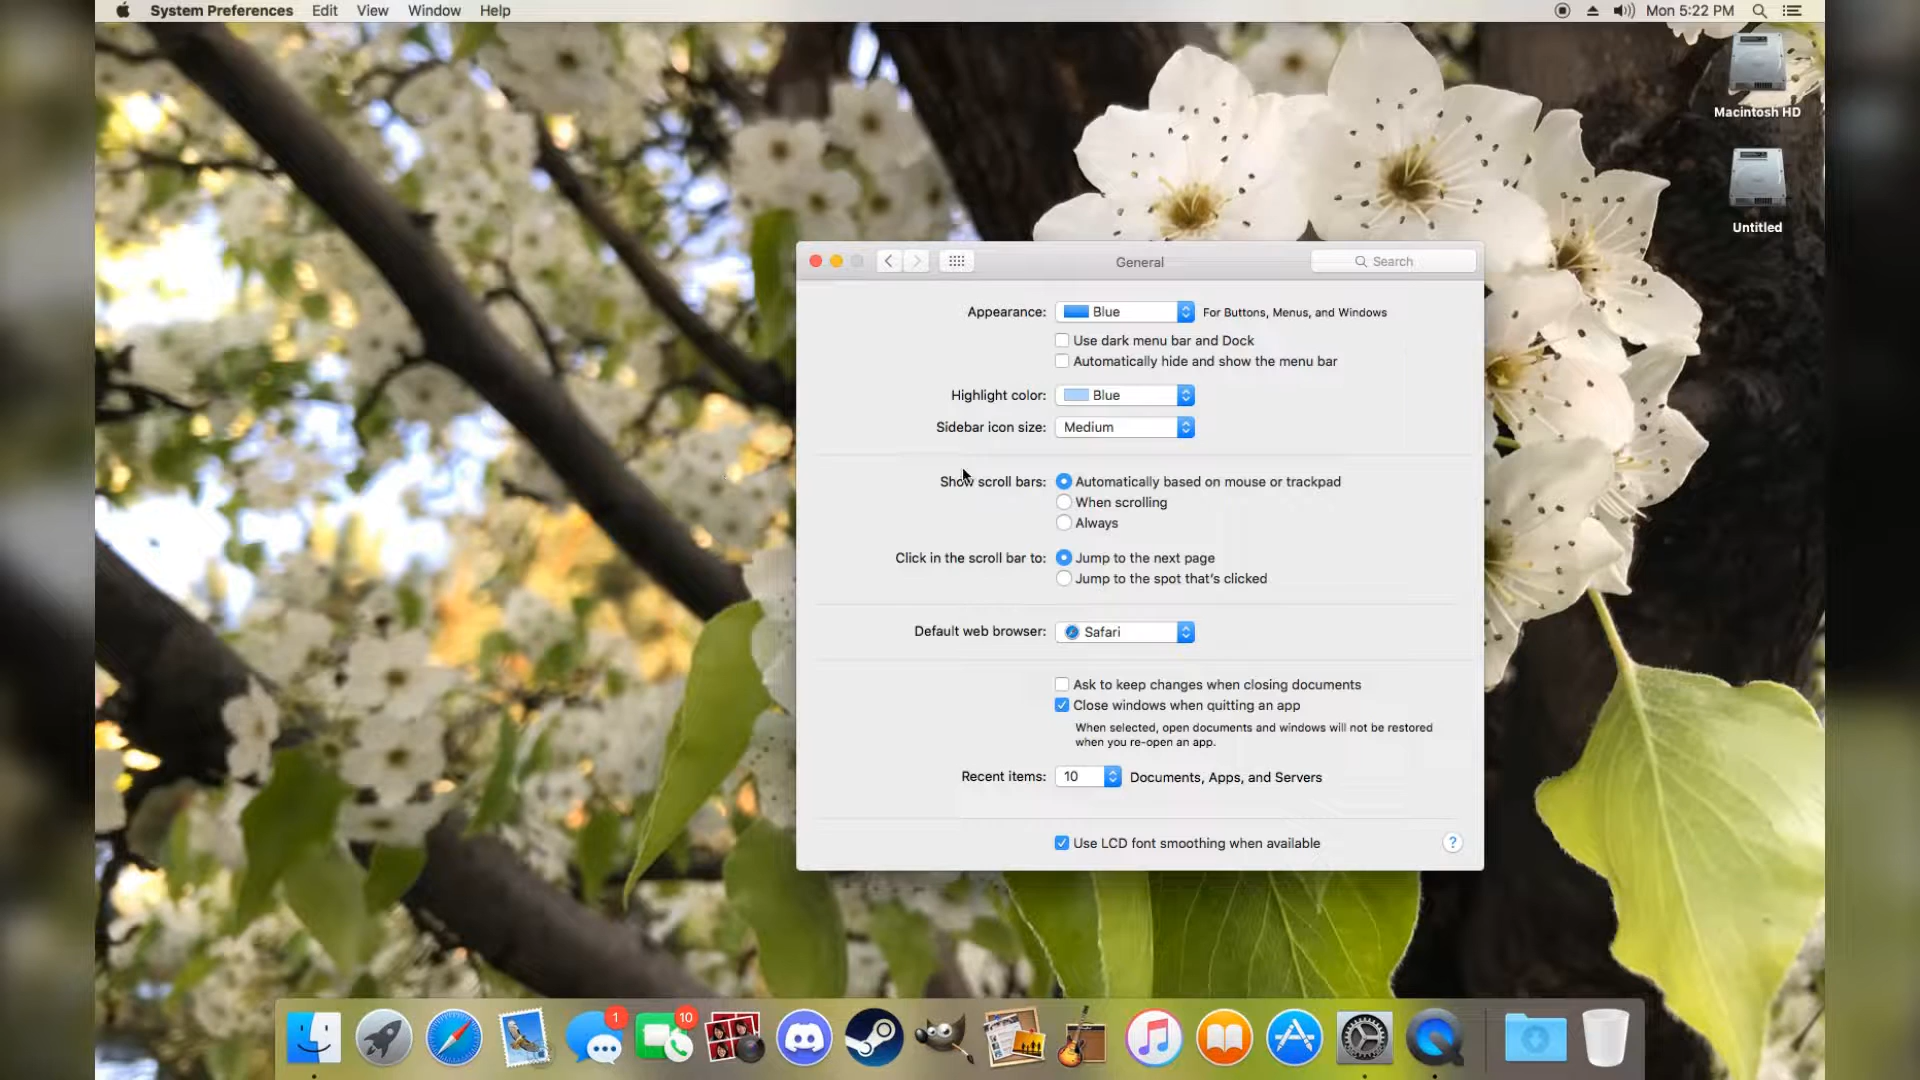 System Preferences Edit View Window Help Mon 5:22 PM
Macintosh HD
Untitled
General Search
Appearance: Blue For Buttons, Menus, and Windows
Use dark menu bar and Dock
Automatically hide and show the menu bar
Highlight color: Blue
Sidebar icon size: Medium
Show scroll bars: Automatically based on mouse or trackpad
When scrolling
Always
Click in the scroll bar to: Jump to the next page
Jump to the spot that's clicked
Default web browser: Safari
Ask to keep changes when closing documents
Close windows when quitting an app
When selected, open documents and windows will not be restored
when you re-open an app.
Recent items: 10 Documents, Apps, and Servers
Use LCD font smoothing when available ?
1 10